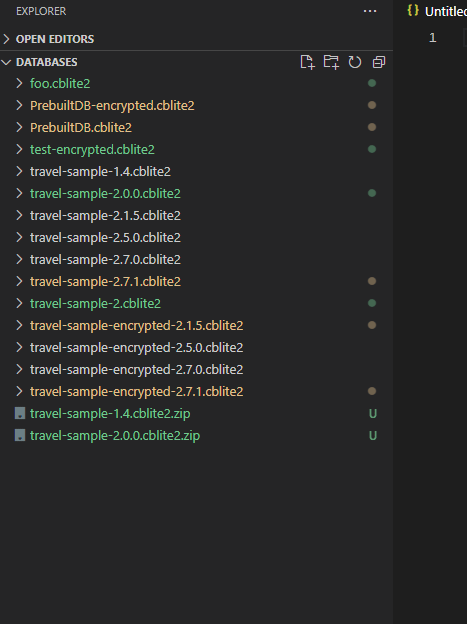 EXPLORER ...
{} Untitled
OPEN EDITORS
1
DATABASES
foo.cblite2
PrebuiltDB-encrypted.cblite2
PrebuiltDB.cblite2
test-encrypted.cblite2
travel-sample-1.4.cblite2
travel-sample-2.0.0.cblite2
travel-sample-2.1.5.cblite2
travel-sample-2.5.0.cblite2
travel-sample-2.7.0.cblite2
travel-sample-2.7.1.cblite2
travel-sample-2.cblite2
travel-sample-encrypted-2.1.5.cblite2
travel-sample-encrypted-2.5.0.cblite2
travel-sample-encrypted-2.7.0.cblite2
travel-sample-encrypted-2.7.1.cblite2
travel-sample-1.4.cblite2.zip U
travel-sample-2.0.0.cblite2.zip U